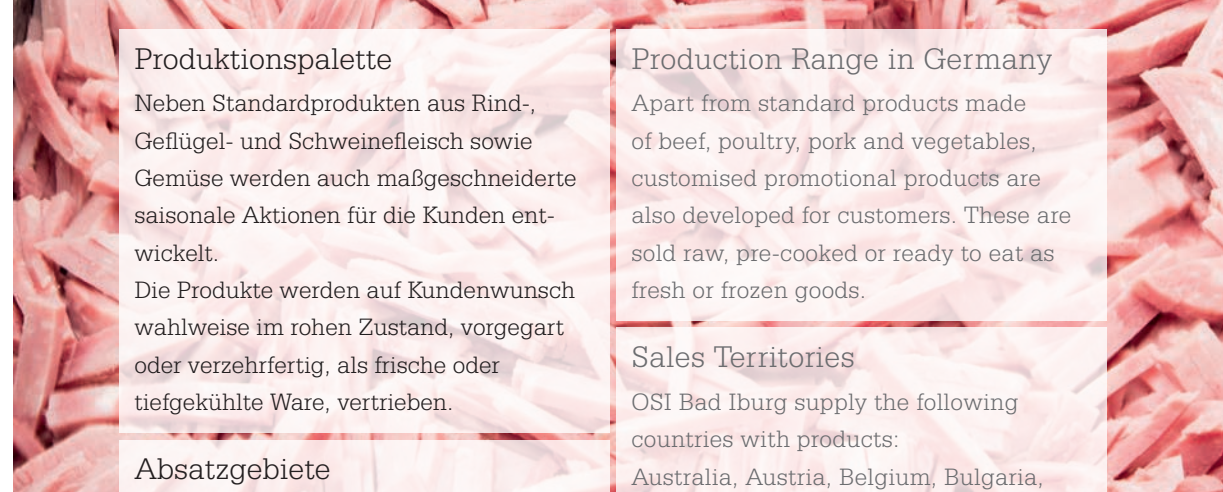 Produktionspalette
Neben Standardprodukten aus Rind-,
Geflügel- und Schweinefleisch sowie
Gemüse werden auch maßgeschneiderte
saisonale Aktionen für die Kunden ent-
wickelt.
Die Produkte werden auf Kundenwunsch
wahlweise im rohen Zustand, vorgegart
oder verzehrfertig, als frische oder
tiefgekühlte Ware, vertrieben.
Absatzgebiete
Production Range in Germany
Apart from standard products made
of beef, poultry, pork and vegetables,
customised promotional products are
also developed for customers. These are
sold raw, pre-cooked or ready to eat as
fresh or frozen goods.
Sales Territories
OSI Bad Iburg supply the following
countries with products:
Australia, Austria, Belgium, Bulgaria,